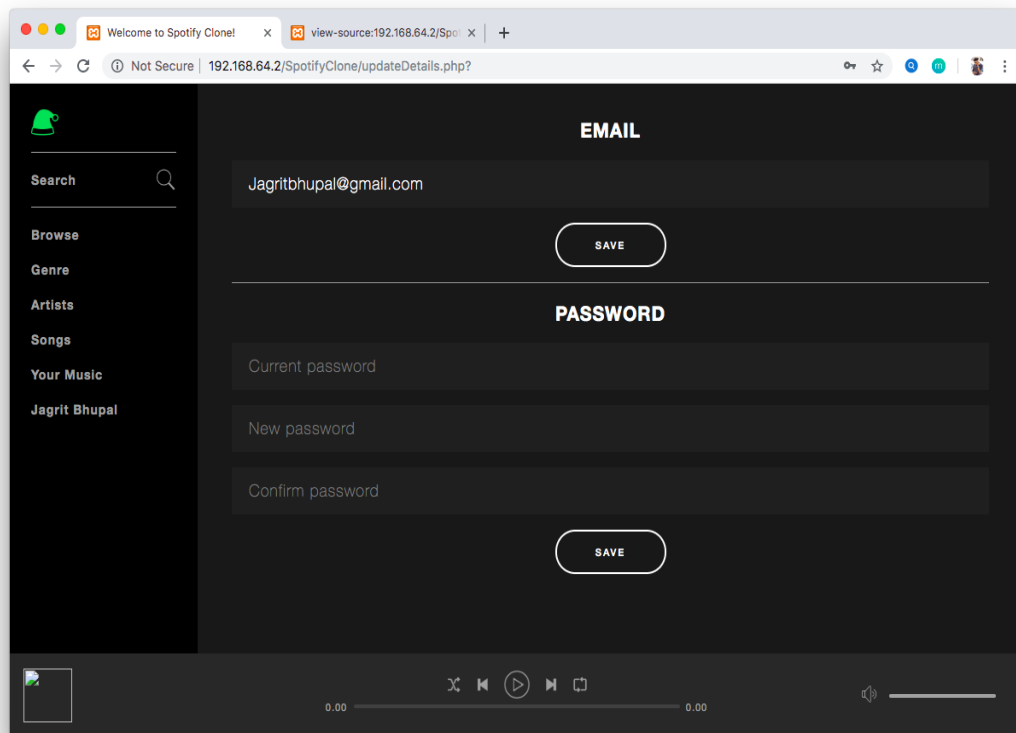 Welcome to Spotify Clone!
view-source:192.168.64.2/Spot
Not Secure
192.168.64.2/SpotifyClone/updateDetails.php?
Search
Browse
Genre
Artists
Songs
Your Music
Jagrit Bhupal
EMAIL
Jagritbhupal@gmail.com
SAVE
PASSWORD
Current password
New password
Confirm password
SAVE
0.00
0.00